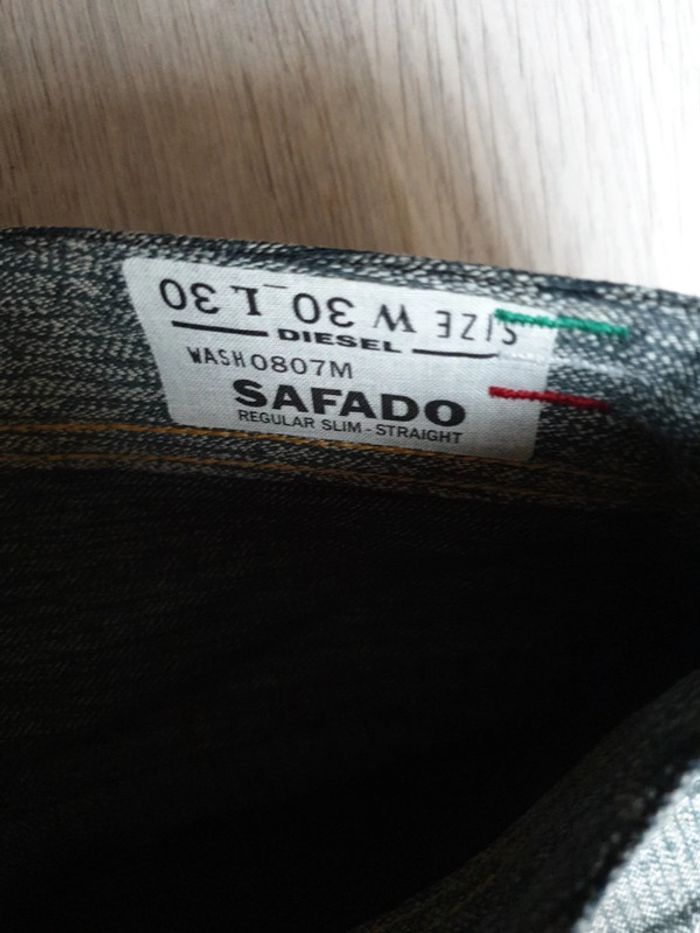 SIZE W 30 L 30
DIESEL
WASH 0807M
SAFADO
REGULAR SLIM - STRAIGHT